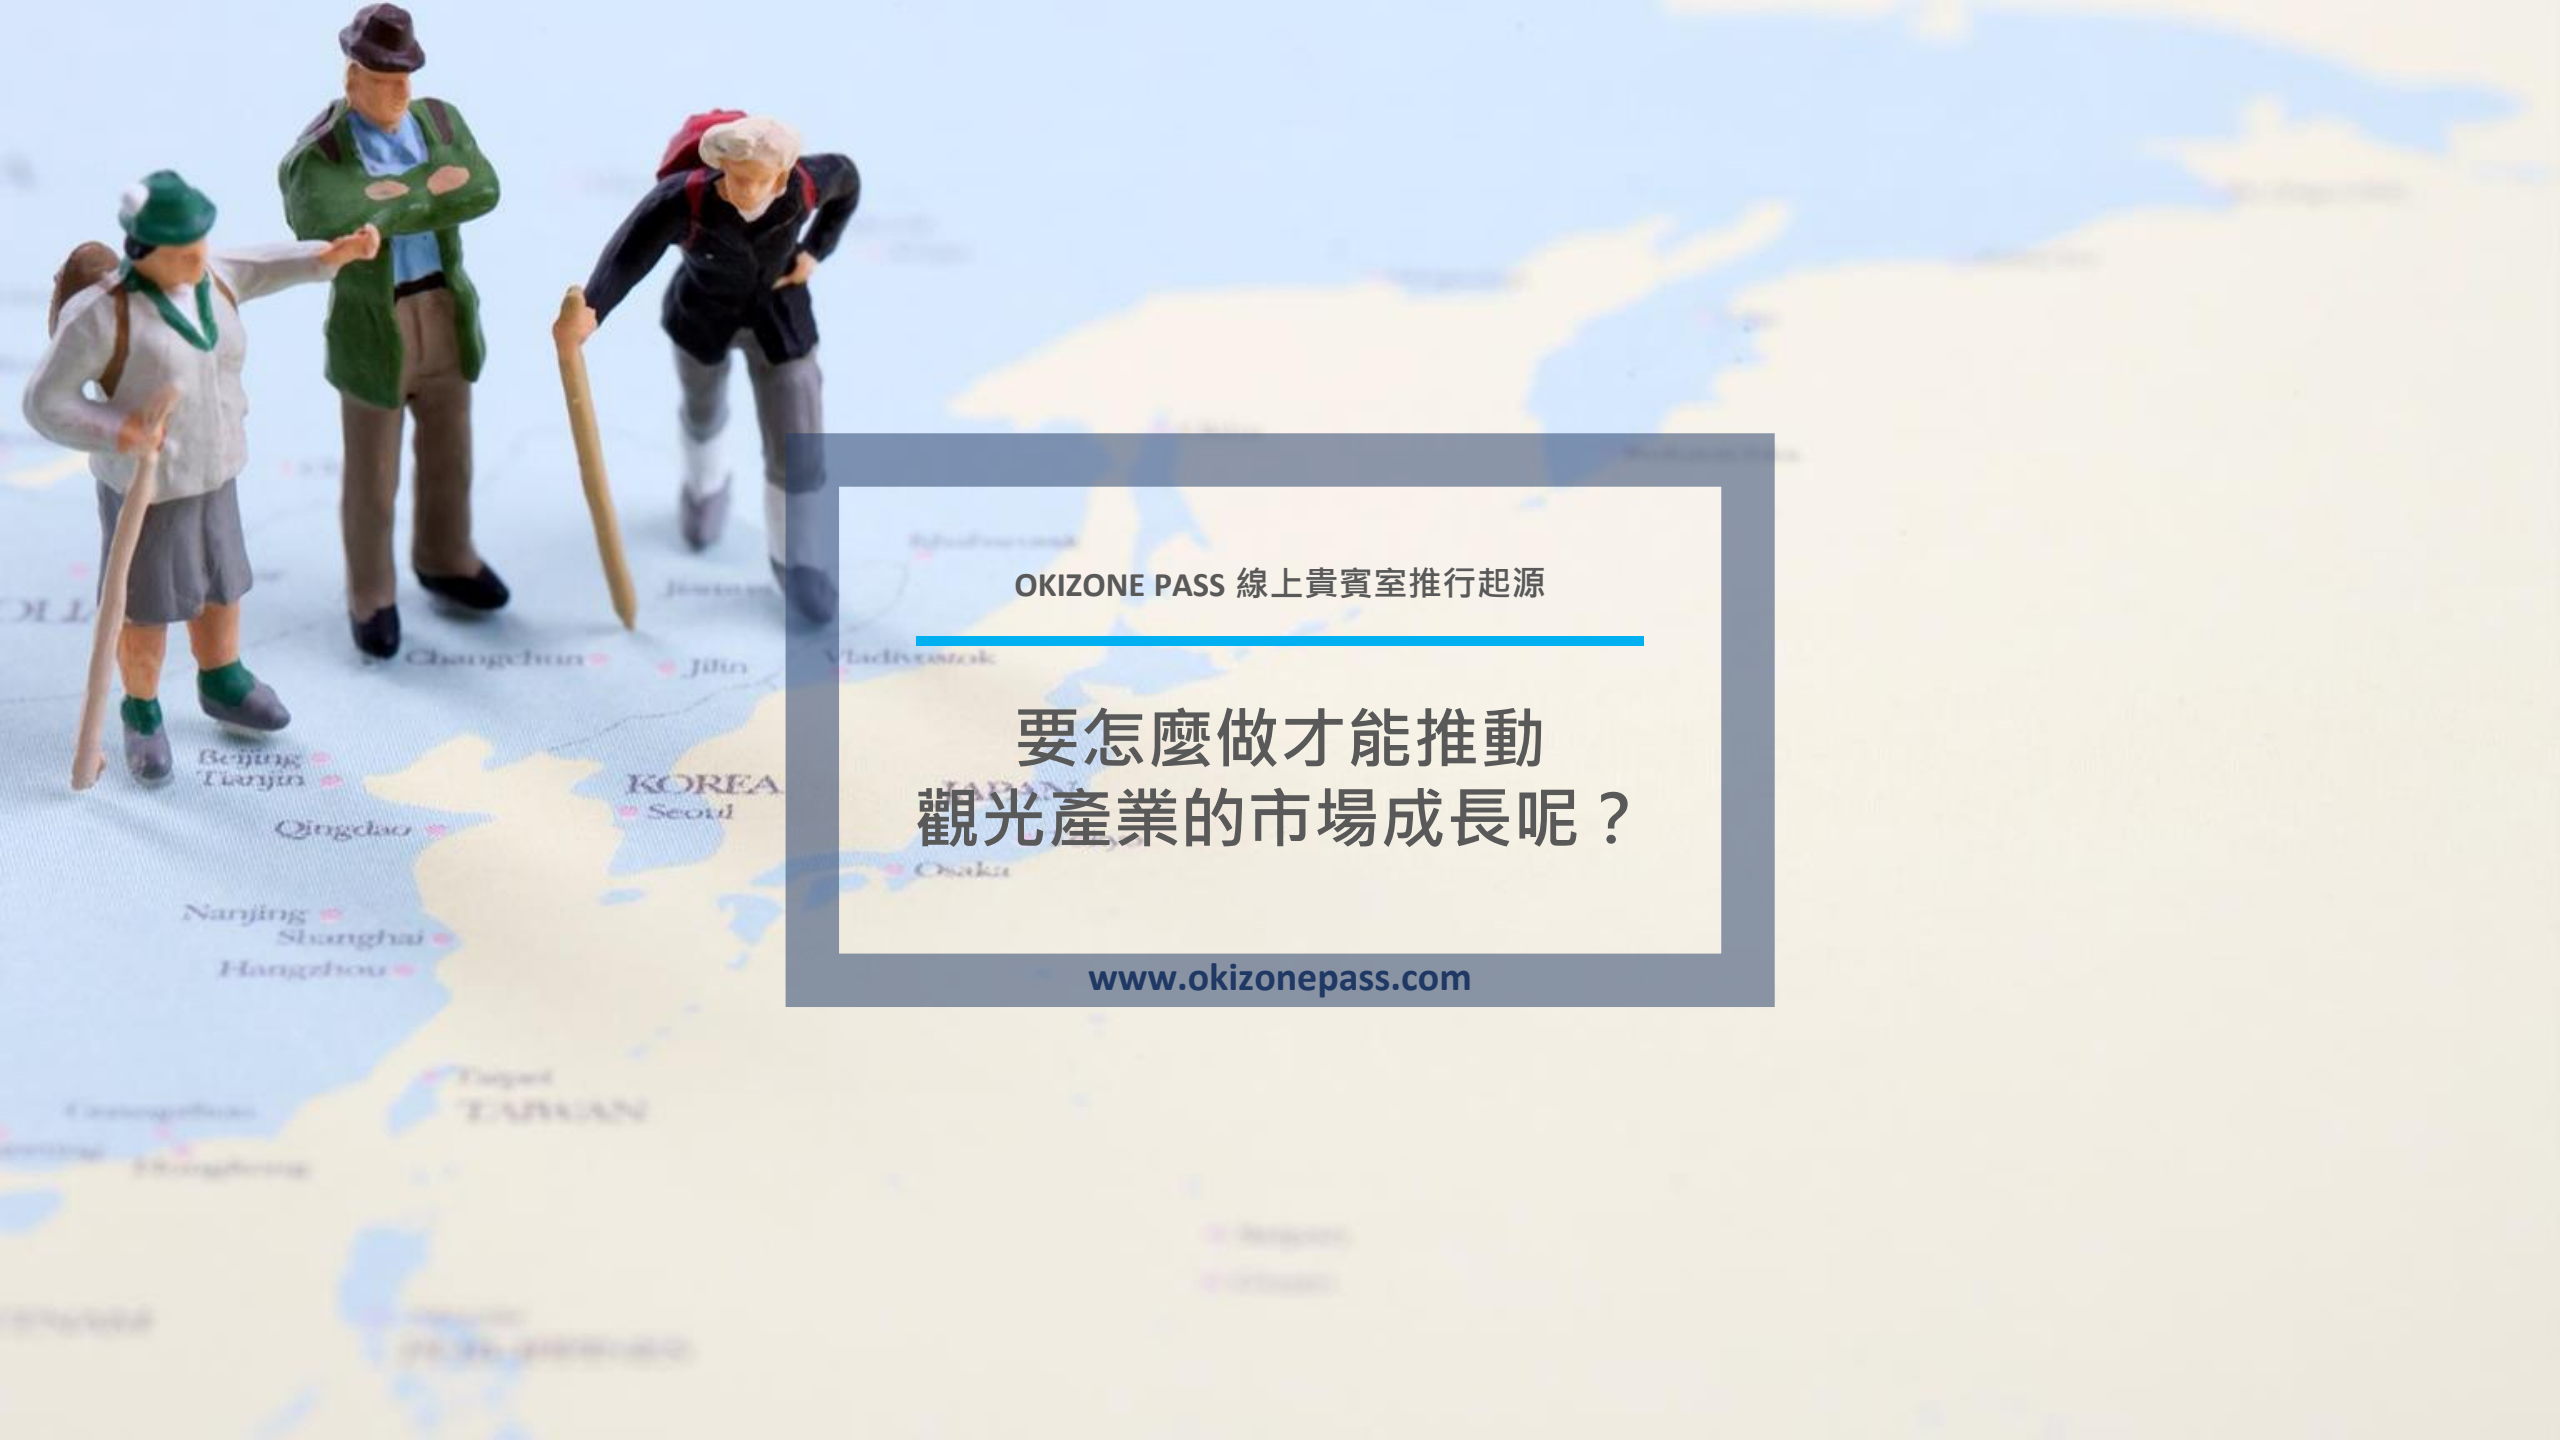 OKIZONE PASS 線上貴賓室推行起源
要怎麼做才能推動
觀光產業的市場成長呢？
www.okizonepass.com
Changchun
Jilin
Vladivostok
Beijing
Tianjin
KOREA
JAPAN
Seoul
Qingdao
Osaka
Nanjing
Shanghai
Hangzhou
Taipei
TAIWAN